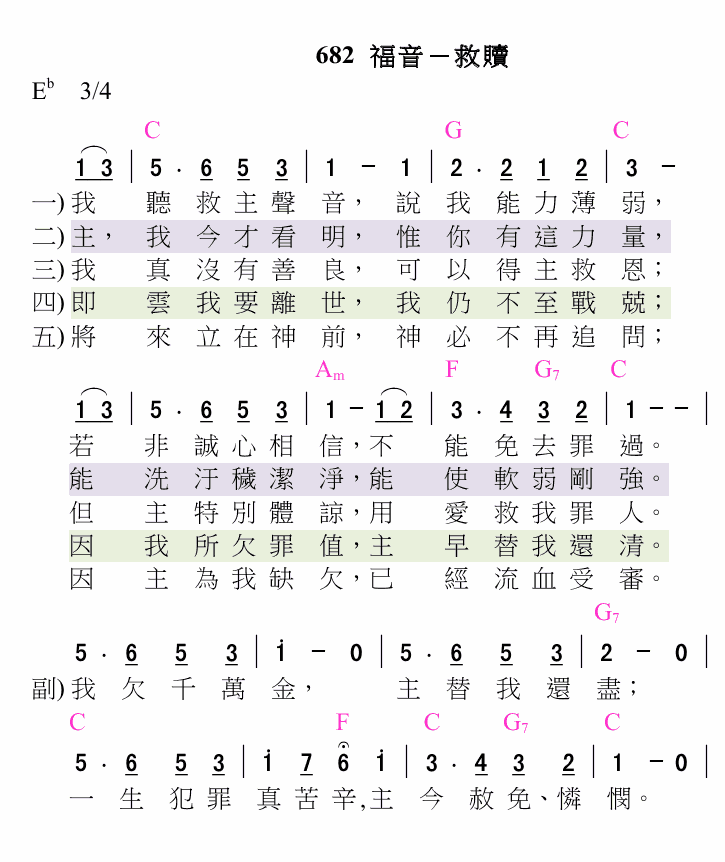 682 福音－救贖
E♭ 3/4
C G C
1 3 | 5 . 6 5 3 | 1 － 1 | 2 . 2 1 2 | 3 －
一) 我 聽 救 主 聲 音， 說 我 能 力 薄 弱，
二) 主， 我 今 才 看 明， 惟 你 有 這 力 量，
三) 我 真 沒 有 善 良， 可 以 得 主 救 恩；
四) 即 雲 我 要 離 世， 我 仍 不 至 戰 兢；
五) 將 來 立 在 神 前， 神 必 不 再 追 問；
Am F G7 C
1 3 | 5 . 6 5 3 | 1 － 1 2 | 3 . 4 3 2 | 1 － － |
若 非 誠 心 相 信，不 能 免 去 罪 過。
能 洗 汙 穢 潔 淨，能 使 軟 弱 剛 強。
但 主 特 別 體 諒，用 愛 救 我 罪 人。
因 我 所 欠 罪 值，主 早 替 我 還 清。
因 主 為 我 缺 欠，已 經 流 血 受 審。
G7
5 . 6 5 3 | i － 0 | 5 . 6 5 3 | 2 － 0 |
副) 我 欠 千 萬 金， 主 替 我 還 盡；
C F C G7 C
5 . 6 5 3 | i 7 6 i | 3 . 4 3 2 | 1 － 0 |
一 生 犯 罪 真 苦 辛,主 今 赦 免、憐 憫。